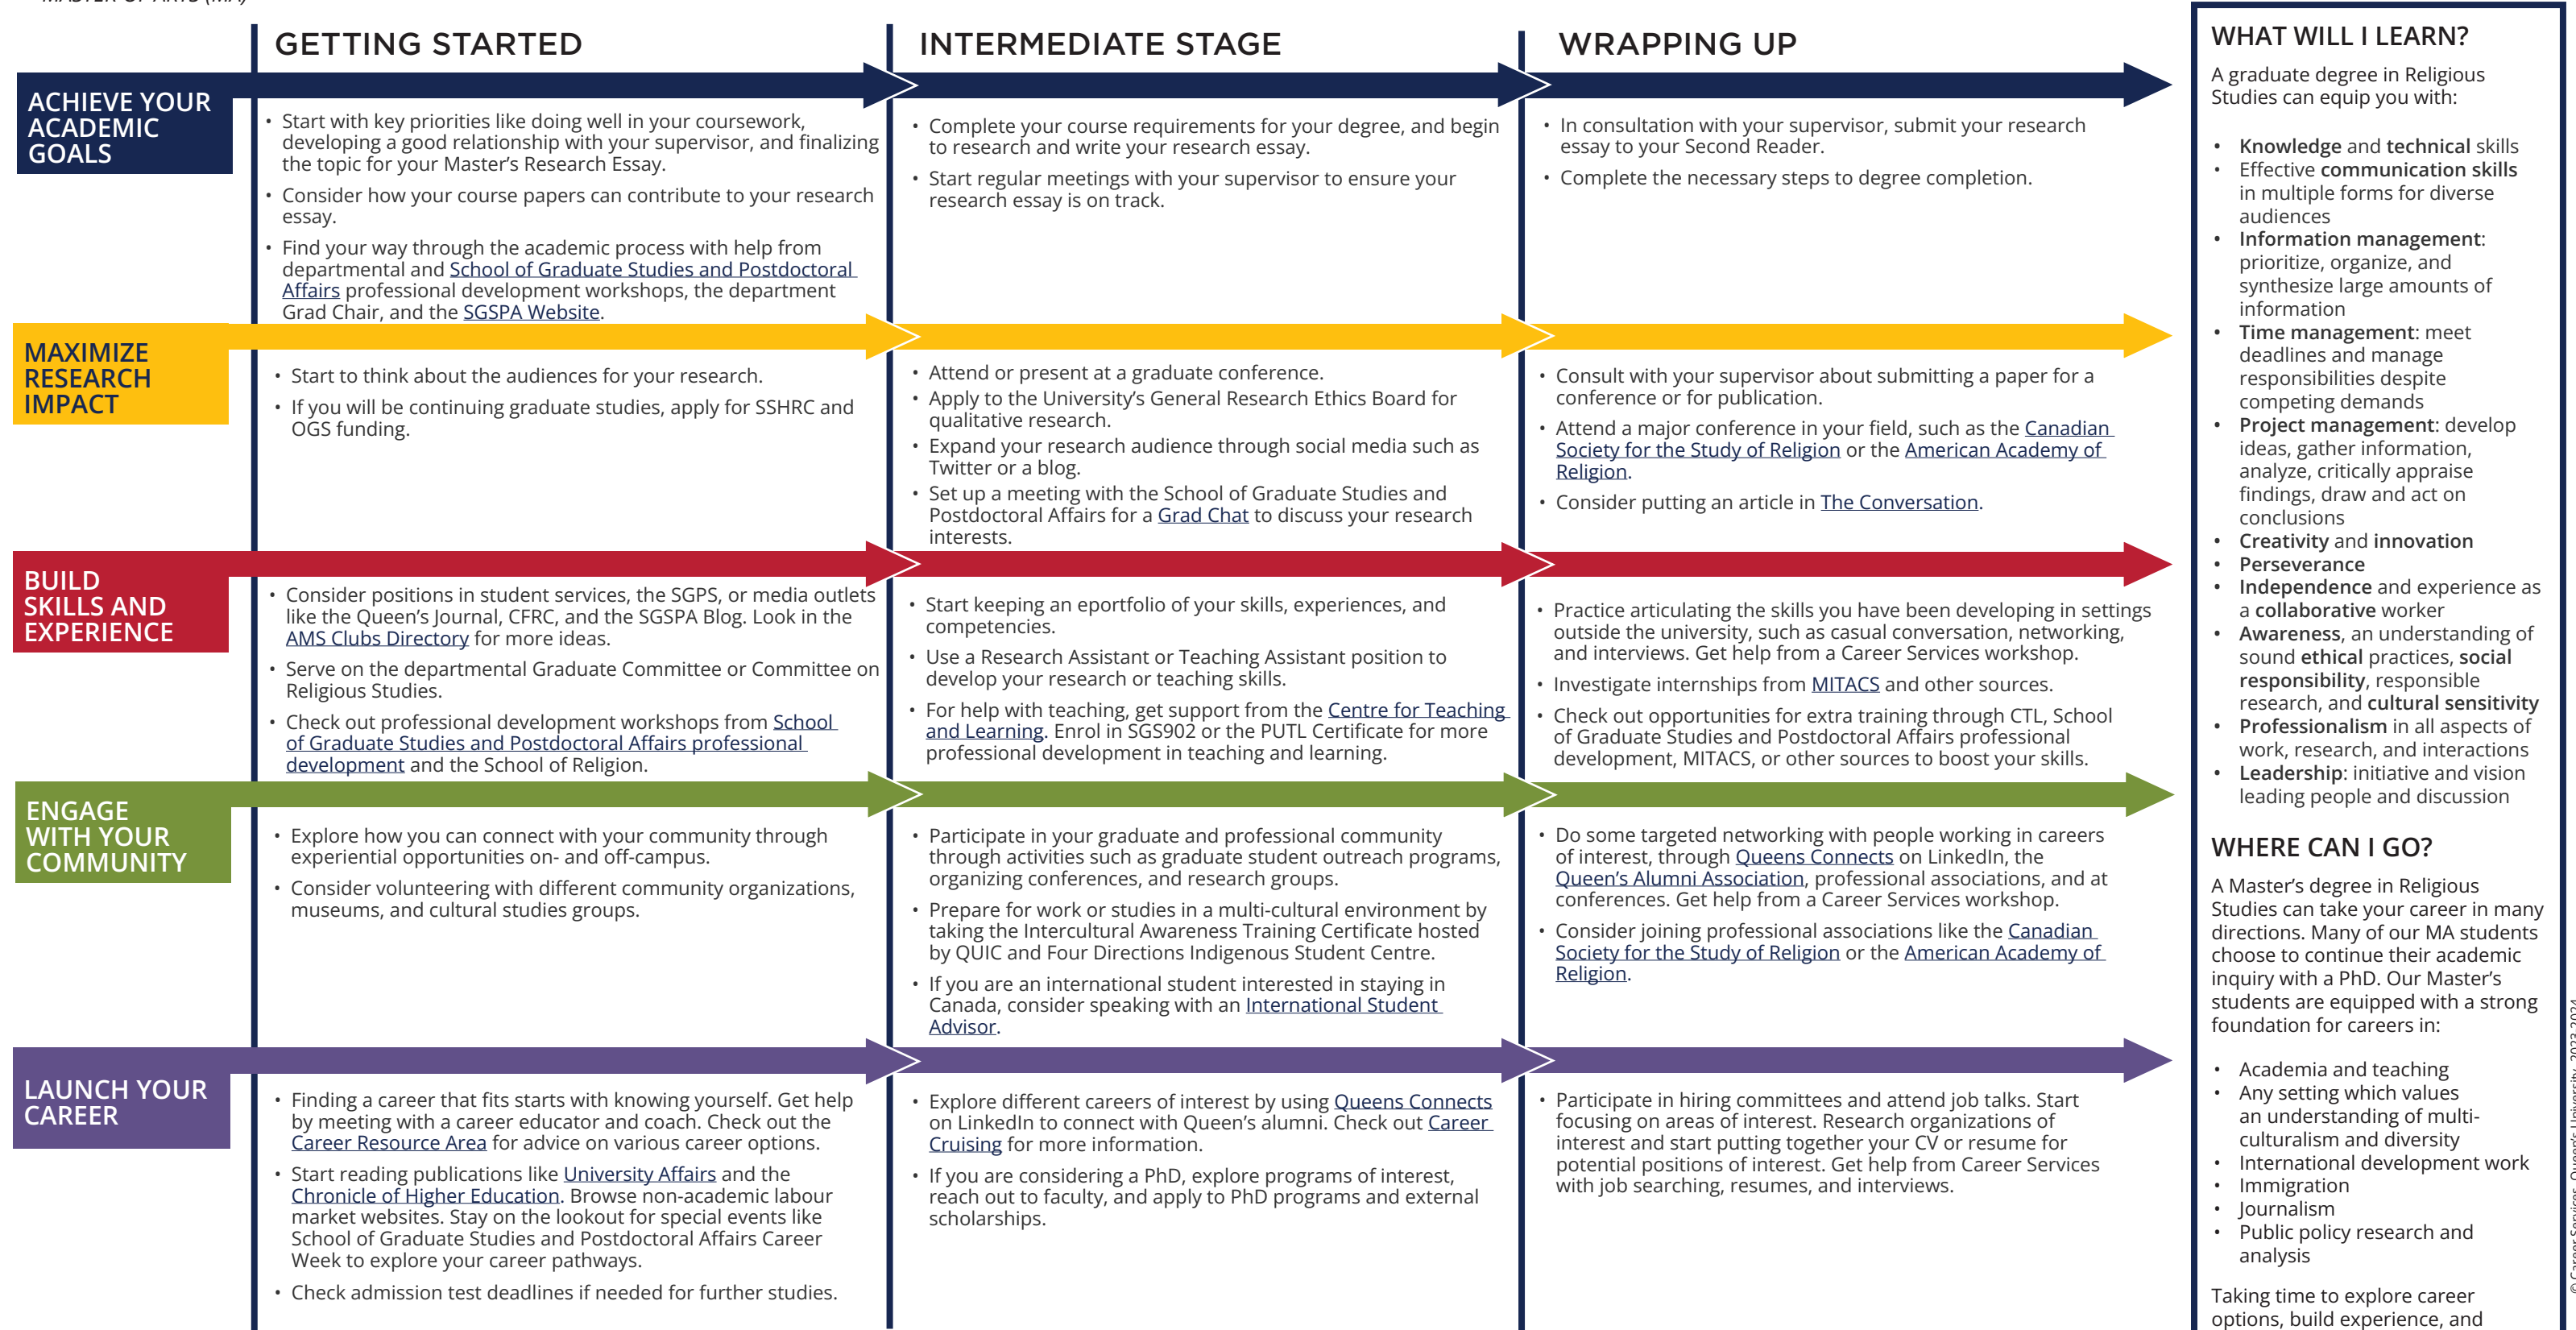 MASTER OF ARTS (MA)
GETTING STARTED
INTERMEDIATE STAGE
WRAPPING UP
ACHIEVE YOUR
ACADEMIC
GOALS
• Start with key priorities like doing well in your coursework,
developing a good relationship with your supervisor, and finalizing
the topic for your Master’s Research Essay.
• Consider how your course papers can contribute to your research
essay.
• Find your way through the academic process with help from
departmental and School of Graduate Studies and Postdoctoral
Affairs professional development workshops, the department
Grad Chair, and the SGSPA Website.
• Complete your course requirements for your degree, and begin
to research and write your research essay.
• Start regular meetings with your supervisor to ensure your
research essay is on track.
• In consultation with your supervisor, submit your research
essay to your Second Reader.
• Complete the necessary steps to degree completion.
MAXIMIZE
RESEARCH
IMPACT
• Start to think about the audiences for your research.
• If you will be continuing graduate studies, apply for SSHRC and
OGS funding.
• Attend or present at a graduate conference.
• Apply to the University’s General Research Ethics Board for
qualitative research.
• Expand your research audience through social media such as
Twitter or a blog.
• Set up a meeting with the School of Graduate Studies and
Postdoctoral Affairs for a Grad Chat to discuss your research
interests.
• Consult with your supervisor about submitting a paper for a
conference or for publication.
• Attend a major conference in your field, such as the Canadian
Society for the Study of Religion or the American Academy of
Religion.
• Consider putting an article in The Conversation.
BUILD
SKILLS AND
EXPERIENCE
• Consider positions in student services, the SGPS, or media outlets
like the Queen’s Journal, CFRC, and the SGSPA Blog. Look in the
AMS Clubs Directory for more ideas.
• Serve on the departmental Graduate Committee or Committee on
Religious Studies.
• Check out professional development workshops from School
of Graduate Studies and Postdoctoral Affairs professional
development and the School of Religion.
• Start keeping an eportfolio of your skills, experiences, and
competencies.
• Use a Research Assistant or Teaching Assistant position to
develop your research or teaching skills.
• For help with teaching, get support from the Centre for Teaching
and Learning. Enrol in SGS902 or the PUTL Certificate for more
professional development in teaching and learning.
• Practice articulating the skills you have been developing in settings
outside the university, such as casual conversation, networking,
and interviews. Get help from a Career Services workshop.
• Investigate internships from MITACS and other sources.
• Check out opportunities for extra training through CTL, School
of Graduate Studies and Postdoctoral Affairs professional
development, MITACS, or other sources to boost your skills.
ENGAGE
WITH YOUR
COMMUNITY
• Explore how you can connect with your community through
experiential opportunities on- and off-campus.
• Consider volunteering with different community organizations,
museums, and cultural studies groups.
• Participate in your graduate and professional community
through activities such as graduate student outreach programs,
organizing conferences, and research groups.
• Prepare for work or studies in a multi-cultural environment by
taking the Intercultural Awareness Training Certificate hosted
by QUIC and Four Directions Indigenous Student Centre.
• If you are an international student interested in staying in
Canada, consider speaking with an International Student
Advisor.
• Do some targeted networking with people working in careers
of interest, through Queens Connects on LinkedIn, the
Queen’s Alumni Association, professional associations, and at
conferences. Get help from a Career Services workshop.
• Consider joining professional associations like the Canadian
Society for the Study of Religion or the American Academy of
Religion.
LAUNCH YOUR
CAREER
• Finding a career that fits starts with knowing yourself. Get help
by meeting with a career educator and coach. Check out the
Career Resource Area for advice on various career options.
• Start reading publications like University Affairs and the
Chronicle of Higher Education. Browse non-academic labour
market websites. Stay on the lookout for special events like
School of Graduate Studies and Postdoctoral Affairs Career
Week to explore your career pathways.
• Check admission test deadlines if needed for further studies.
• Explore different careers of interest by using Queens Connects
on LinkedIn to connect with Queen’s alumni. Check out Career
Cruising for more information.
• If you are considering a PhD, explore programs of interest,
reach out to faculty, and apply to PhD programs and external
scholarships.
• Participate in hiring committees and attend job talks. Start
focusing on areas of interest. Research organizations of
interest and start putting together your CV or resume for
potential positions of interest. Get help from Career Services
with job searching, resumes, and interviews.
WHAT WILL I LEARN?
A graduate degree in Religious
Studies can equip you with:
• Knowledge and technical skills
• Effective communication skills
in multiple forms for diverse
audiences
• Information management:
prioritize, organize, and
synthesize large amounts of
information
• Time management: meet
deadlines and manage
responsibilities despite
competing demands
• Project management: develop
ideas, gather information,
analyze, critically appraise
findings, draw and act on
conclusions
• Creativity and innovation
• Perseverance
• Independence and experience as
a collaborative worker
• Awareness, an understanding of
sound ethical practices, social
responsibility, responsible
research, and cultural sensitivity
• Professionalism in all aspects of
work, research, and interactions
• Leadership: initiative and vision
leading people and discussion
WHERE CAN I GO?
A Master’s degree in Religious
Studies can take your career in many
directions. Many of our MA students
choose to continue their academic
inquiry with a PhD. Our Master’s
students are equipped with a strong
foundation for careers in:
• Academia and teaching
• Any setting which values
an understanding of multi-
culturalism and diversity
• International development work
• Immigration
• Journalism
• Public policy research and
analysis
Taking time to explore career
options, build experience, and
© Career Services, Queen’s University, 2023-2024